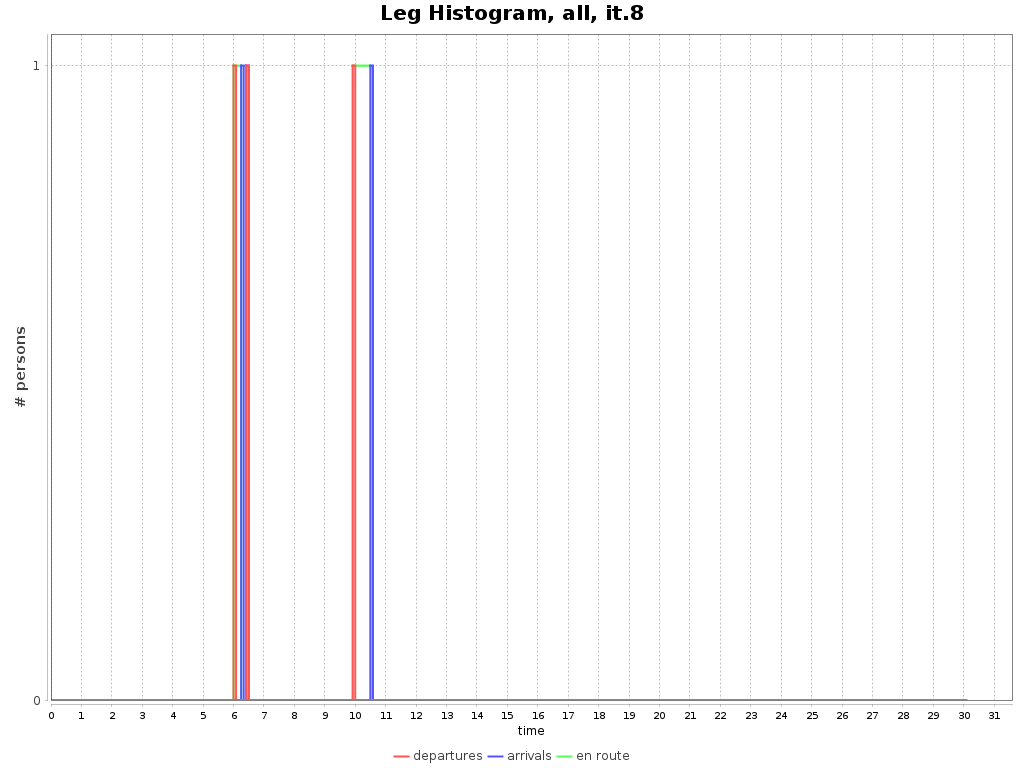 Leg Histogram, all, it.8
# persons
1
0
0 1 2 3 4 5 6 7 8 9 10 11 12 13 14 15 16 17 18 19 20 21 22 23 24 25 26 27 28 29 30 31
time
departures arrivals en route